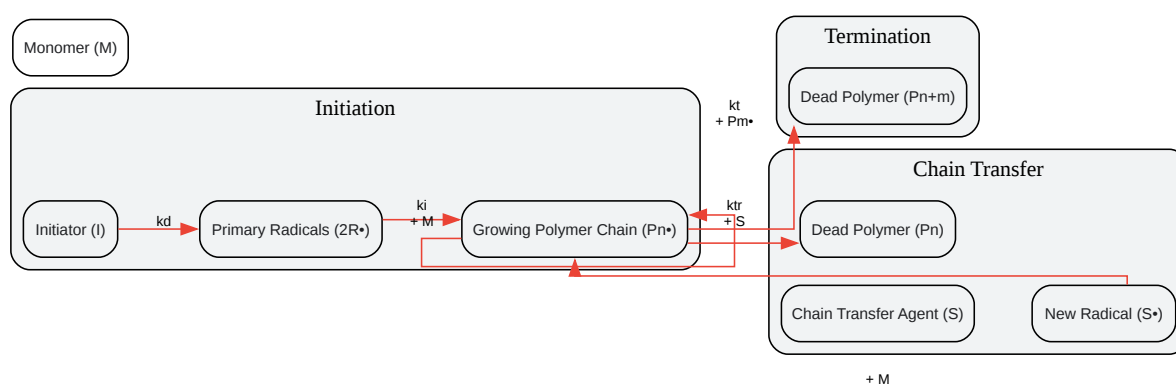 Monomer (M)
Initiation
Initiator (I)
kd
Primary Radicals (2R•)
ki
+ M
Growing Polymer Chain (Pn•)
kt
+ Pm•
ktr
+ S
Termination
Dead Polymer (Pn+m)
Chain Transfer
Dead Polymer (Pn)
Chain Transfer Agent (S)
New Radical (S•)
+ M